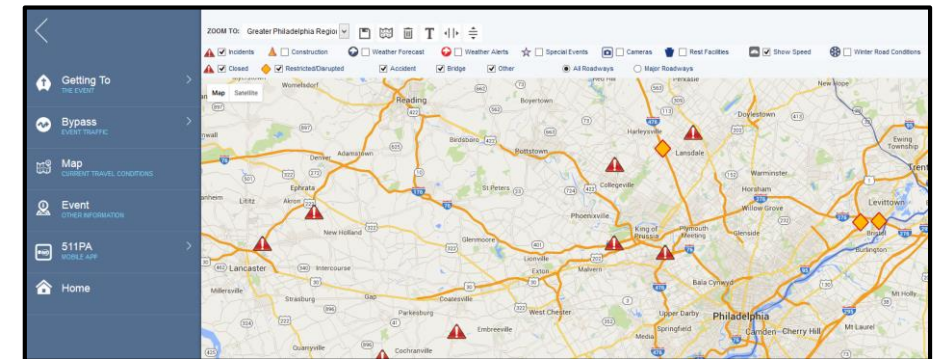 Getting To
THE EVENT
Bypass
EVENT TRAFFIC
Map
CURRENT TRAVEL CONDITIONS
Event
OTHER INFORMATION
511PA
MOBILE APP
Home
ZOOM TO: Greater Philadelphia Region
T
Incidents Construction Weather Forecast Weather Alerts Special Events Cameras Rest Facilities Show Speed Winter Road Conditions
Closed Restricted/Disrupted Accident Bridge Other All Roadways Major Roadways
Map Satellite
Womelsdorf
Reading
Boyertown
Perkasie
New Hope
Doylestown
Harleysville
Birdsboro
Pottstown
Lansdale
Ewing
Township
Denver Adamstown
Ephrata
Lititz Akron
St Peters
Collegeville
Warminster
Horsham
Willow Grove
Levittown
Phoenixville
New Holland
Glenmoore
King of
Prussia
Plymouth
Meeting
Glenside
Bristol
Burlington
Lionville
Exton
Malvern
Lancaster
Intercourse
Bala Cynwyd
Millersville
Strasburg
Gap
Coatesville
West Chester
Upper Darby
Philadelphia
Mt Holly
Parkesburg
Embreeville
Media
Springfield
Camden
Cherry Hill
Mt Laurel
Quarryville
Cochranville